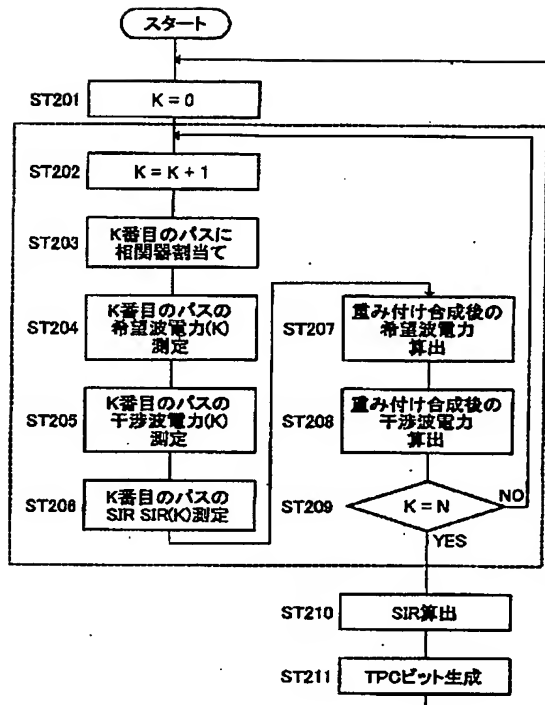 スタート
ST201
K = 0
ST202
K = K + 1
ST203
K番目のパスに
相関器割当て
ST204
K番目のパスの
希望波電力(K)
測定
ST205
K番目のパスの
干渉波電力(K)
測定
ST206
K番目のパスの
SIR SIR(K)測定
ST207
重み付け合成後の
希望波電力
算出
ST208
重み付け合成後の
干渉波電力
算出
ST209
K = N
NO
YES
ST210
SIR算出
ST211
TPCビット生成